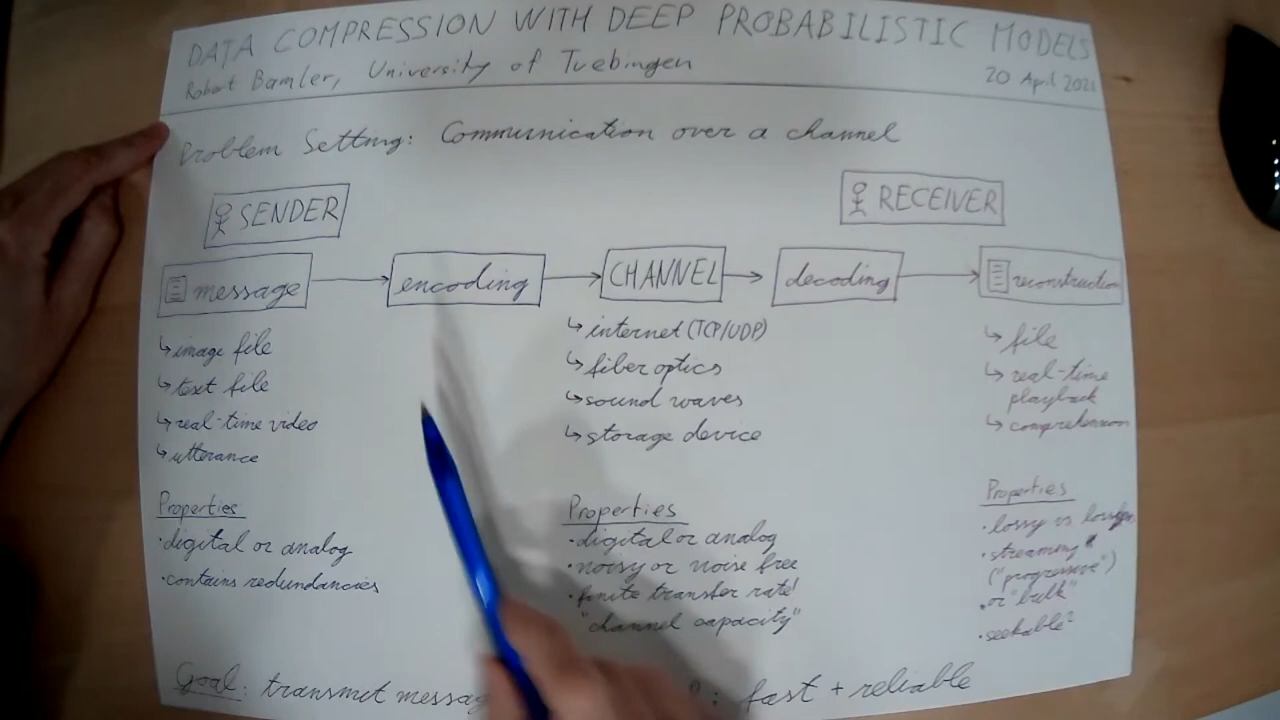 DATA COMPRESSION WITH DEEP PROBABILISTIC MODELS
Robert Bamler, University of Tuebingen
20 April 2021
Problem Setting: Communication over a channel
SENDER
RECEIVER
message
encoding
CHANNEL
decoding
reconstruction
↳ image file
↳ text file
↳ real-time video
↳ utterance
↳ internet (TCP/UDP)
↳ fiber optics
↳ sound waves
↳ storage device
↳ file
↳ real-time
playback
↳ comprehension
Properties
· digital or analog
· contains redundancies
Properties
· digital or analog
· noisy or noise free
· finite transfer rate
"channel capacity"
Properties
· lossy vs lossless
· streaming
("progressive")
· or "bulk"
· seekable?
Goal: transmit messag : fast + reliable